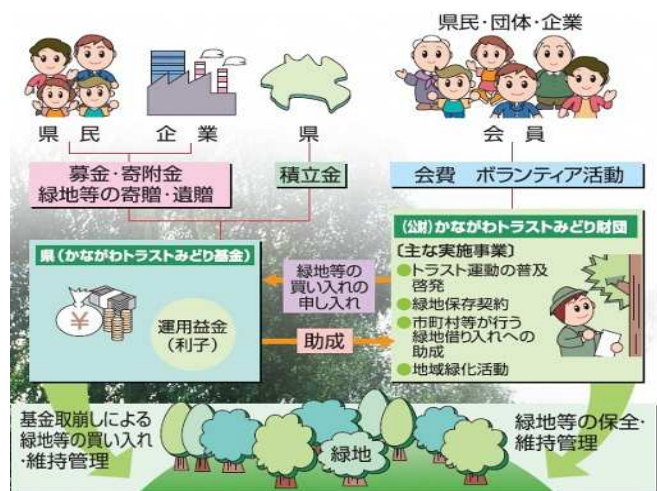 県民・団体・企業
県民
企業
県
会員
募金・寄附金
緑地等の寄贈・遺贈
積立金
会費 ボランティア活動
県(かながわトラストみどり基金)
¥
運用益金
(利子)
緑地等の
買い入れの
申し入れ
助成
(公財)かながわトラストみどり財団
〔主な実施事業〕
●トラスト運動の普及
啓発
●緑地保存契約
●市町村等が行う
緑地借り入れへの
助成
●地域緑化活動
基金取崩しによる
緑地等の買い入れ
・維持管理
緑地
緑地等の保全・
維持管理